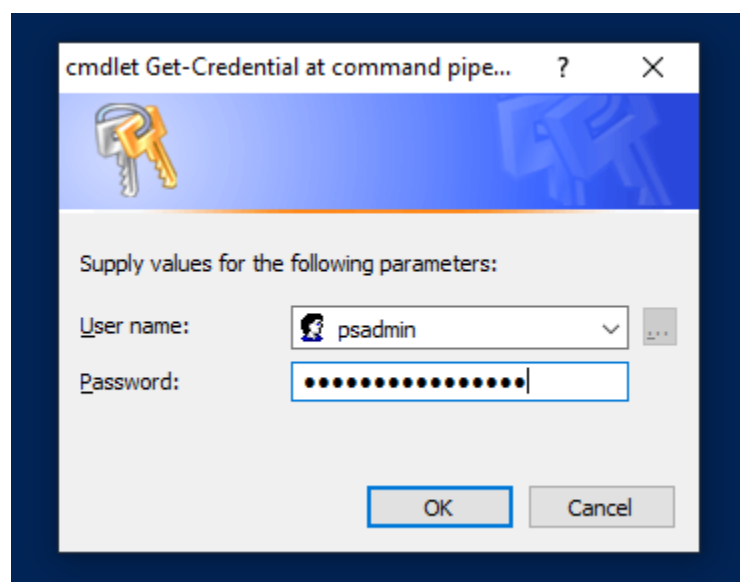 cmdlet Get-Credential at command pipe... ?
Supply values for the following parameters:
User name: psadmin ...
Password: ●●●●●●●●●●●●●●●●
OK Cancel